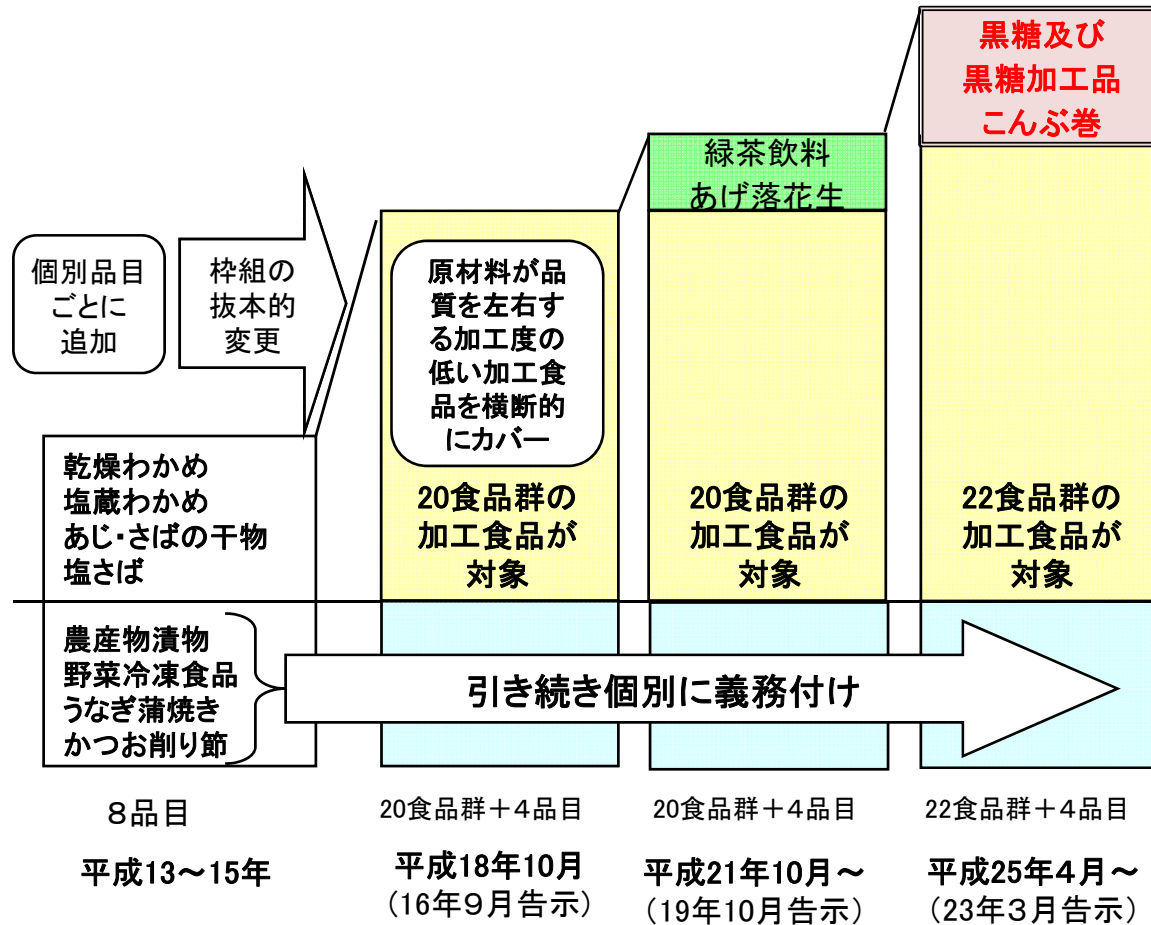 黒糖及び
黒糖加工品
こんぶ巻
緑茶飲料
あげ落花生
個別品目
ごとに
追加
枠組の
抜本的
変更
原材料が品
質を左右す
る加工度の
低い加工食
品を横断的
にカバー
乾燥わかめ
塩蔵わかめ
あじ・さばの干物
塩さば
20食品群の
加工食品が
対象
20食品群の
加工食品が
対象
22食品群の
加工食品が
対象
農産物漬物
野菜冷凍食品
うなぎ蒲焼き
かつお削り節
引き続き個別に義務付け
8品目
平成13~15年
20食品群+4品目
平成18年10月
(16年9月告示)
20食品群+4品目
平成21年10月~
(19年10月告示)
22食品群+4品目
平成25年4月~
(23年3月告示)